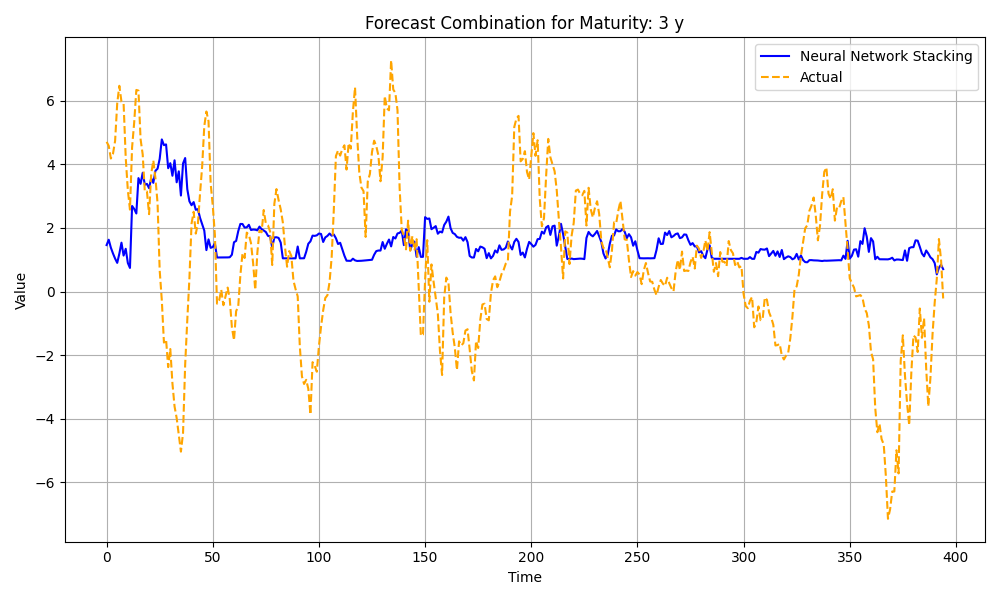 Forecast Combination for Maturity: 3 y
Neural Network Stacking
Actual
Value
6
4
2
0
−2
−4
−6
0 50 100 150 200 250 300 350 400
Time